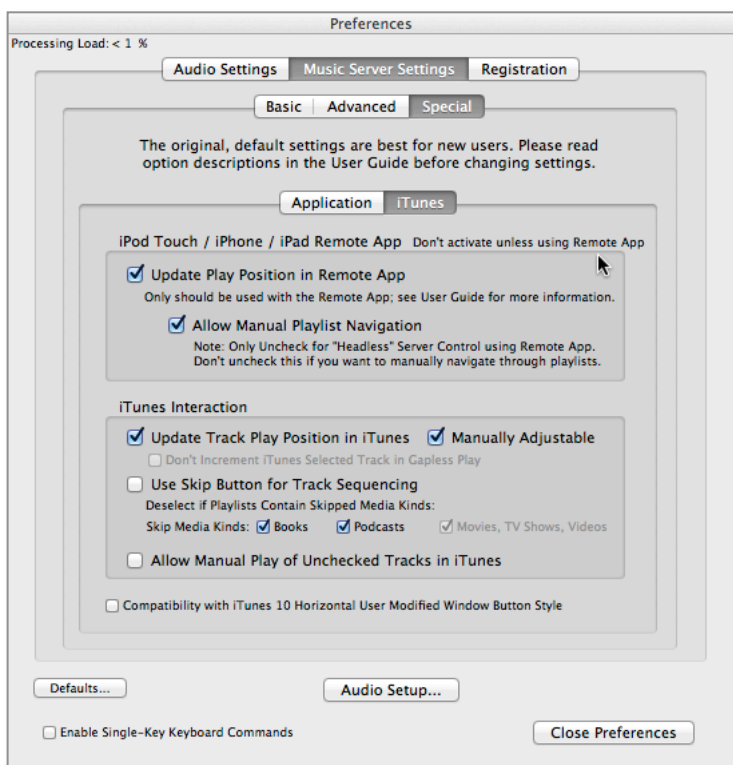 Preferences
Processing Load: < 1 %
Audio Settings Music Server Settings Registration
Basic Advanced Special
The original, default settings are best for new users. Please read
option descriptions in the User Guide before changing settings.
Application iTunes
iPod Touch / iPhone / iPad Remote App Don't activate unless using Remote App
Update Play Position in Remote App
Only should be used with the Remote App; see User Guide for more information.
Allow Manual Playlist Navigation
Note: Only Uncheck for "Headless" Server Control using Remote App.
Don't uncheck this if you want to manually navigate through playlists.
iTunes Interaction
Update Track Play Position in iTunes Manually Adjustable
Don't Increment iTunes Selected Track in Gapless Play
Use Skip Button for Track Sequencing
Deselect if Playlists Contain Skipped Media Kinds:
Skip Media Kinds: Books Podcasts Movies, TV Shows, Videos
Allow Manual Play of Unchecked Tracks in iTunes
Compatibility with iTunes 10 Horizontal User Modified Window Button Style
Defaults... Audio Setup...
Enable Single-Key Keyboard Commands Close Preferences